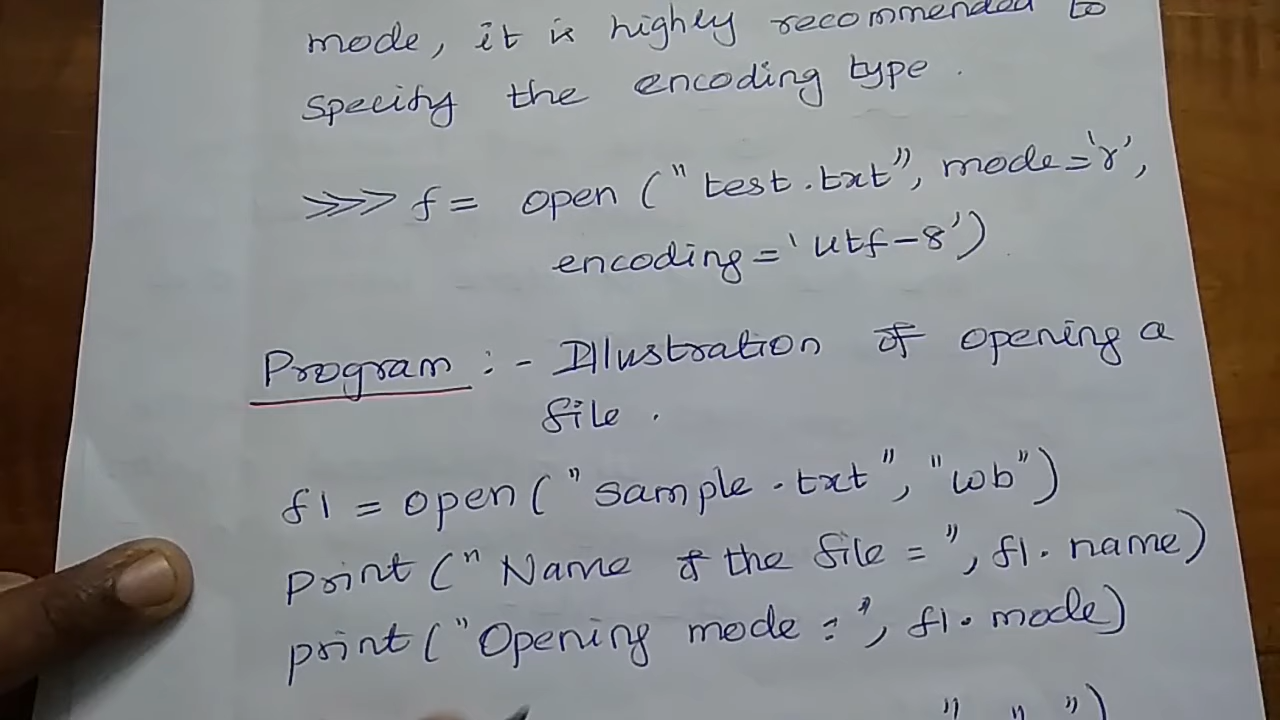 mode, it is highly recommended to
specify the encoding type.
>>> f = open ("test.txt", mode='r',
encoding='utf-8')
Program :- Illustration of opening a
file.
f1 = open("sample.txt", "wb")
Print ("Name of the file = ", f1.name)
print ("Opening mode : ", f1.mode)